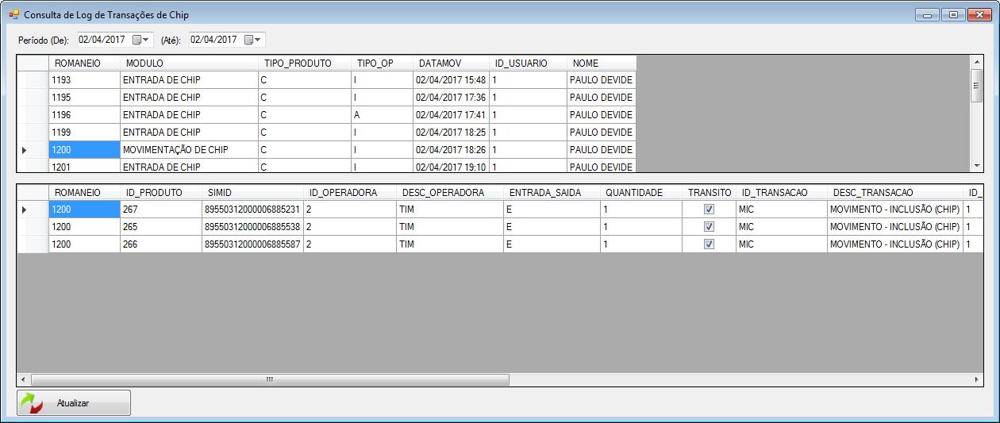 Consulta de Log de Transações de Chip
Período (De): 02/04/2017 (Até): 02/04/2017
ROMANEIO MODULO TIPO_PRODUTO TIPO_OP DATAMOV ID_USUARIO NOME
1193 ENTRADA DE CHIP C I 02/04/2017 15:48 1 PAULO DEVIDE
1195 ENTRADA DE CHIP C I 02/04/2017 17:36 1 PAULO DEVIDE
1196 ENTRADA DE CHIP C A 02/04/2017 17:41 1 PAULO DEVIDE
1199 ENTRADA DE CHIP C I 02/04/2017 18:25 1 PAULO DEVIDE
1200 MOVIMENTAÇÃO DE CHIP C I 02/04/2017 18:26 1 PAULO DEVIDE
1201 ENTRADA DE CHIP C I 02/04/2017 19:10 1 PAULO DEVIDE
ROMANEIO ID_PRODUTO SIMID ID_OPERADORA DESC_OPERADORA ENTRADA_SAIDA QUANTIDADE TRANSITO ID_TRANSACAO DESC_TRANSACAO
1200 267 89550312000006885231 2 TIM E 1 MIC MOVIMENTO - INCLUSÃO (CHIP) 1
1200 265 89550312000006885538 2 TIM E 1 MIC MOVIMENTO - INCLUSÃO (CHIP) 1
1200 266 89550312000006885587 2 TIM E 1 MIC MOVIMENTO - INCLUSÃO (CHIP) 1
Atualizar